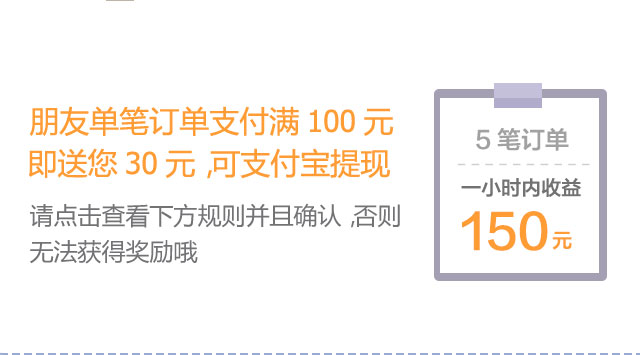 朋友单笔订单支付满 100 元
即送您 30 元 ,可支付宝提现
请点击查看下方规则并且确认 ,否则
无法获得奖励哦
5 笔订单
一小时内收益
150元